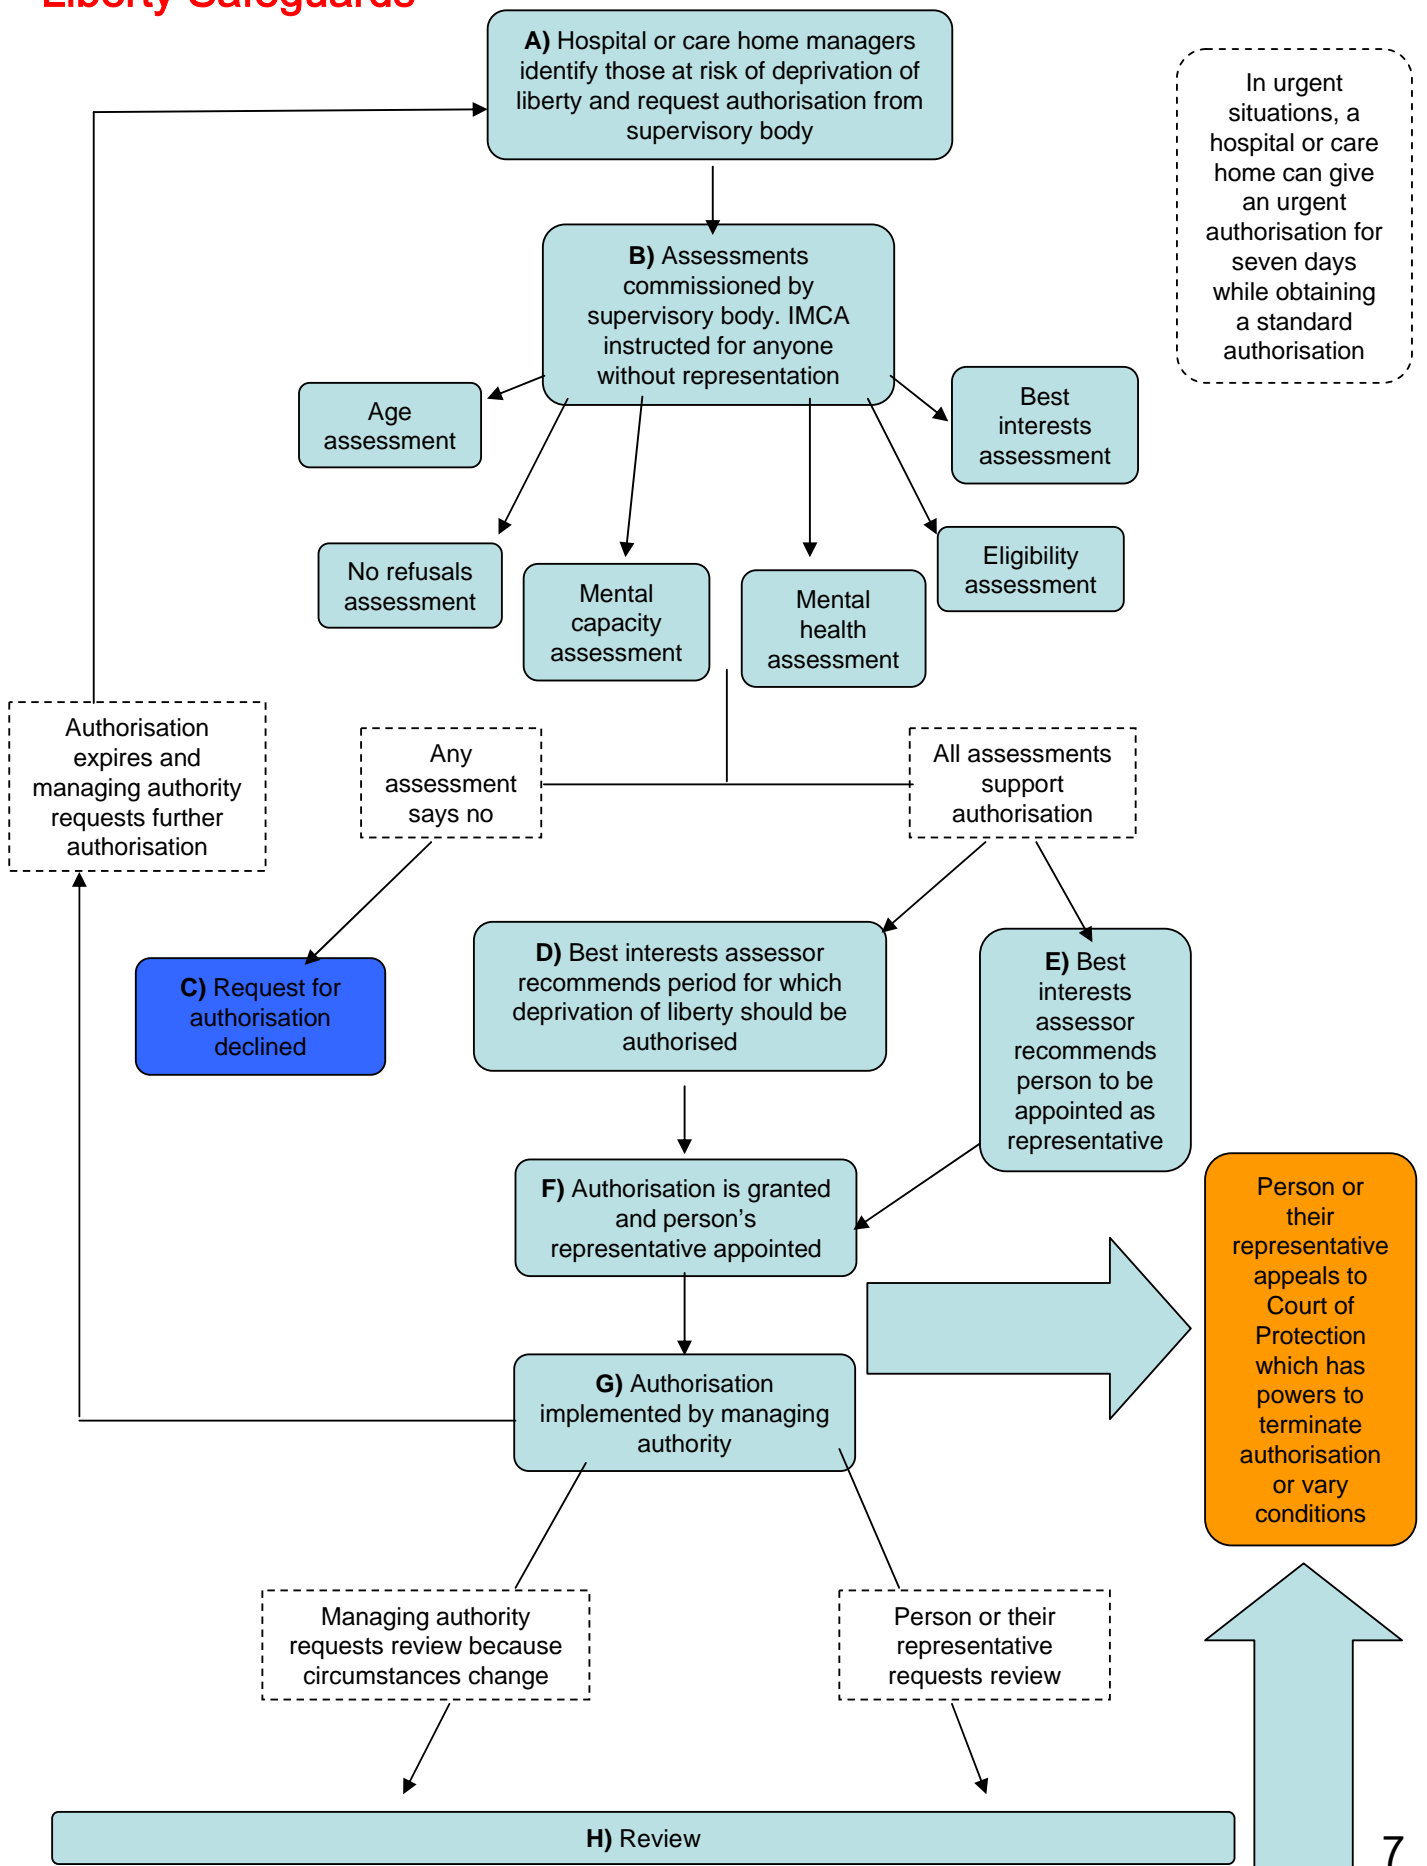 Liberty Safeguards
A) Hospital or care home managers
identify those at risk of deprivation of
liberty and request authorisation from
supervisory body
In urgent
situations, a
hospital or care
home can give
an urgent
authorisation for
seven days
while obtaining
a standard
authorisation
B) Assessments
commissioned by
supervisory body. IMCA
instructed for anyone
without representation
Age
assessment
Best
interests
assessment
No refusals
assessment
Mental
capacity
assessment
Mental
health
assessment
Eligibility
assessment
Authorisation
expires and
managing authority
requests further
authorisation
Any
assessment
says no
All assessments
support
authorisation
C) Request for
authorisation
declined
D) Best interests assessor
recommends period for which
deprivation of liberty should be
authorised
E) Best
interests
assessor
recommends
person to be
appointed as
representative
F) Authorisation is granted
and person’s
representative appointed
Person or
their
representative
appeals to
Court of
Protection
which has
powers to
terminate
authorisation
or vary
conditions
G) Authorisation
implemented by managing
authority
Managing authority
requests review because
circumstances change
Person or their
representative
requests review
H) Review
7